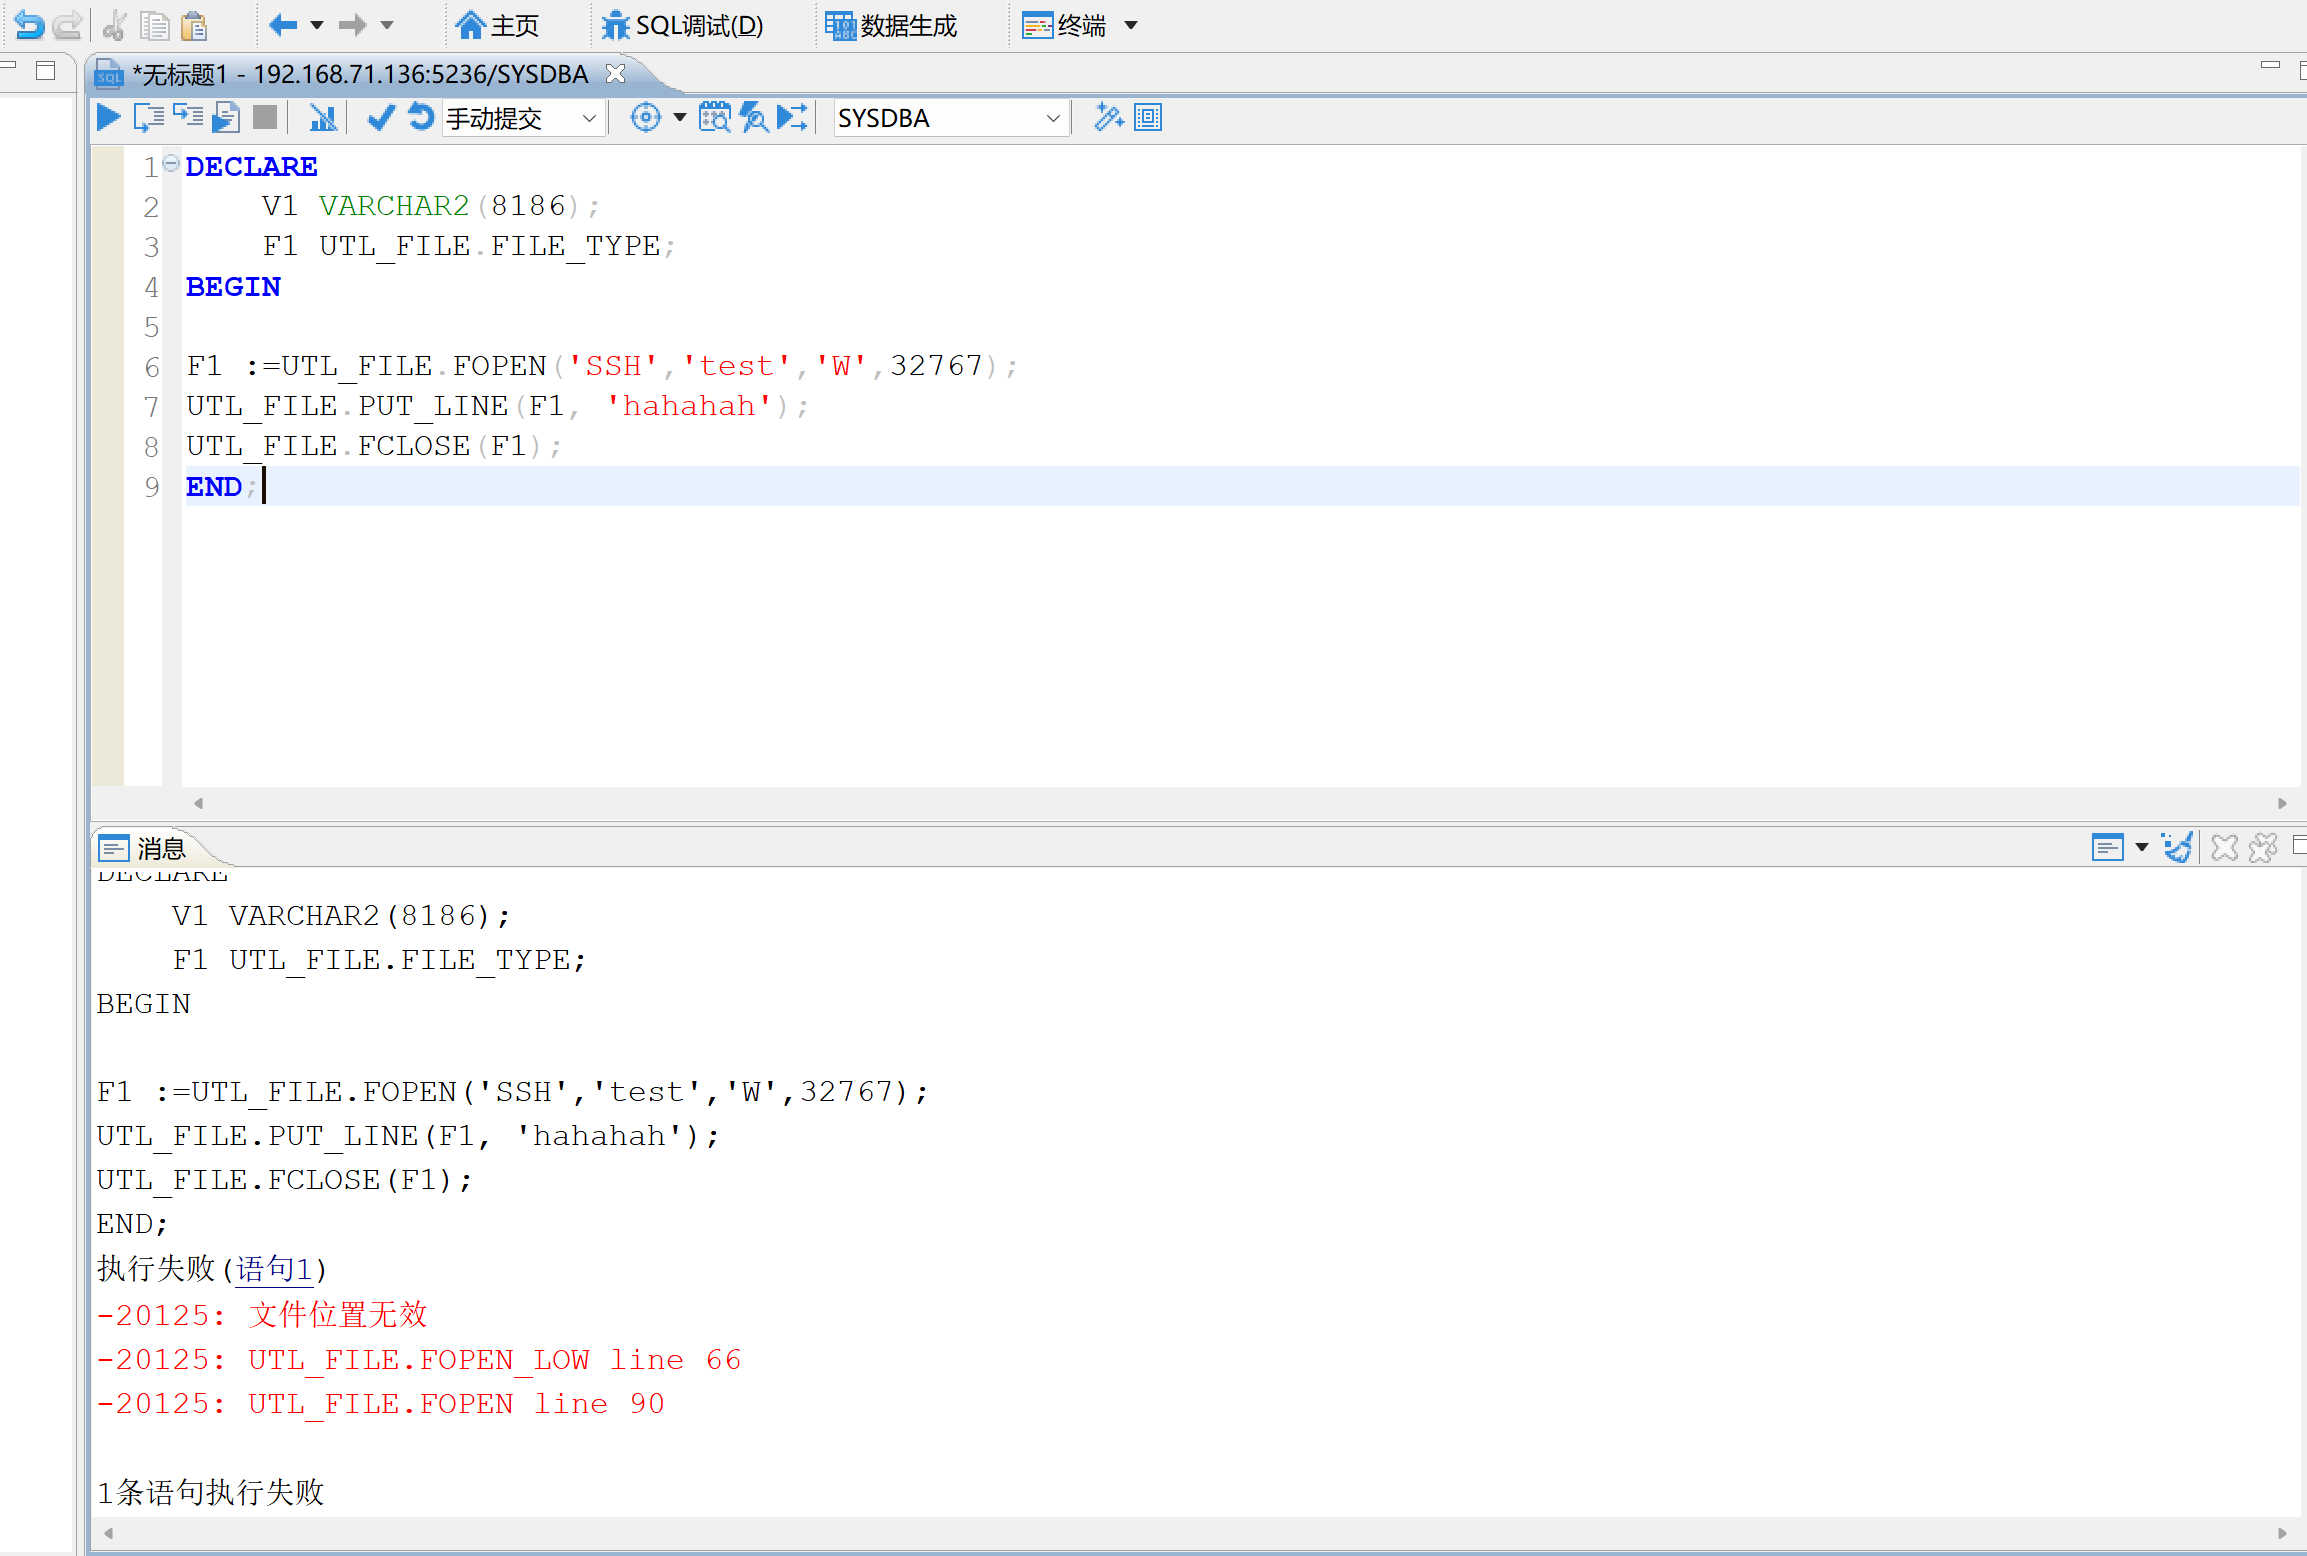 主页 SQL调试(D) 数据生成 终端
*无标题1 - 192.168.71.136:5236/SYSDBA
手动提交 SYSDBA
1 DECLARE
2 V1 VARCHAR2(8186);
3 F1 UTL_FILE.FILE_TYPE;
4 BEGIN
5
6 F1 :=UTL_FILE.FOPEN('SSH','test','W',32767);
7 UTL_FILE.PUT_LINE(F1, 'hahahah');
8 UTL_FILE.FCLOSE(F1);
9 END;
消息
DECLARE
V1 VARCHAR2(8186);
F1 UTL_FILE.FILE_TYPE;
BEGIN
F1 :=UTL_FILE.FOPEN('SSH','test','W',32767);
UTL_FILE.PUT_LINE(F1, 'hahahah');
UTL_FILE.FCLOSE(F1);
END;
执行失败(语句1)
-20125: 文件位置无效
-20125: UTL_FILE.FOPEN_LOW line 66
-20125: UTL_FILE.FOPEN line 90
1条语句执行失败